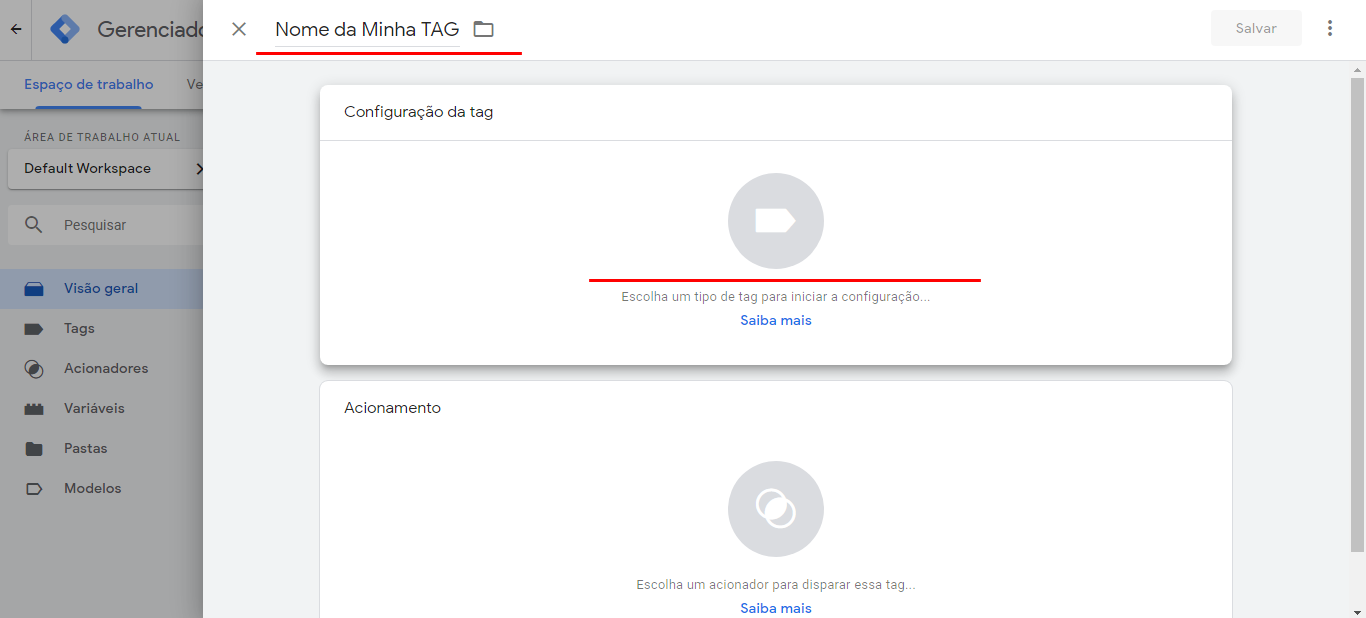 Gerenciado
Nome da Minha TAG
Salvar
Espaço de trabalho
Ve
ÁREA DE TRABALHO ATUAL
Default Workspace
Pesquisar
Visão geral
Tags
Acionadores
Variáveis
Pastas
Modelos
Configuração da tag
Escolha um tipo de tag para iniciar a configuração...
Saiba mais
Acionamento
Escolha um acionador para disparar essa tag...
Saiba mais